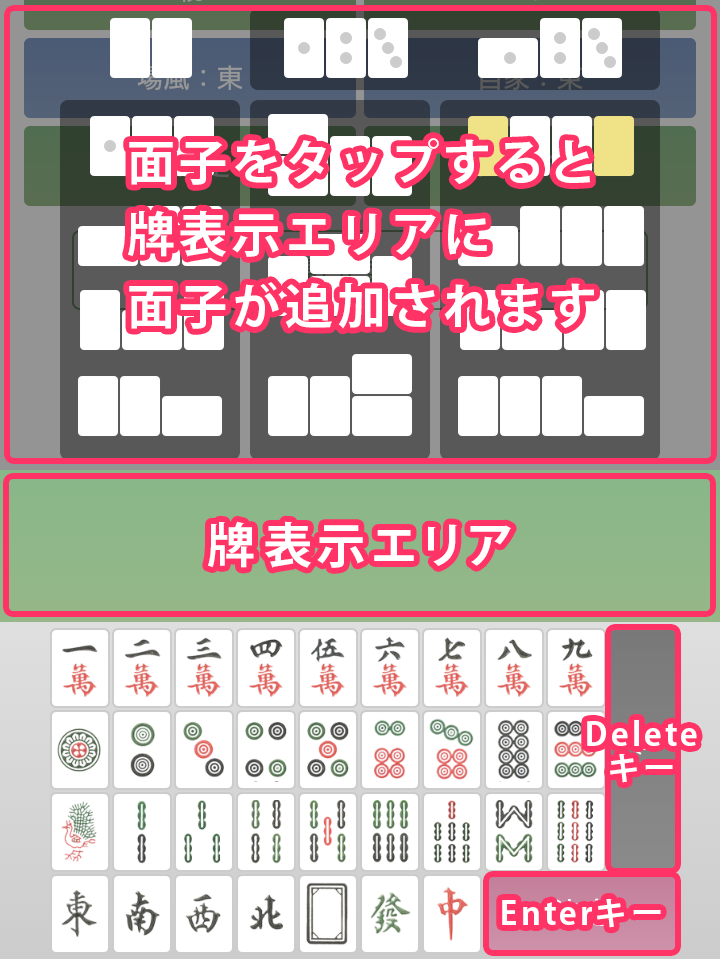 場風：東
自家：東
面子をタップすると
牌表示エリアに
面子が追加されます
牌表示エリア
一萬 二萬 三萬 四萬 伍萬 六萬 七萬 八萬 九萬
Delete
キー
東 南 西 北 發 中
Enterキー